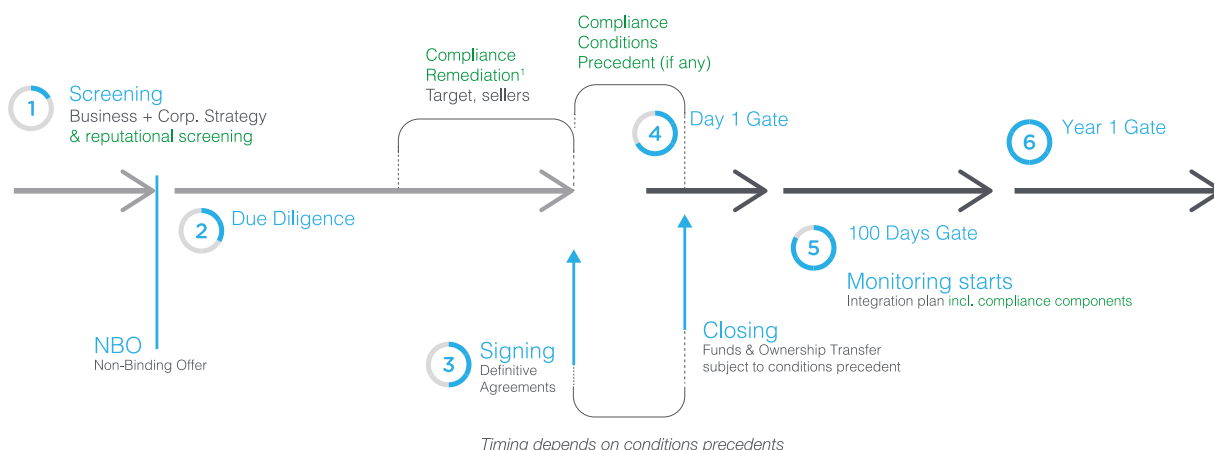 Compliance
Conditions
Precedent (if any)
Compliance
Remediation¹
Target, sellers
1
Screening
Business + Corp. Strategy
& reputational screening
4
Day 1 Gate
6
Year 1 Gate
2
Due Diligence
5
100 Days Gate
Monitoring starts
Integration plan incl. compliance components
NBO
Non-Binding Offer
3
Signing
Definitive
Agreements
Closing
Funds & Ownership Transfer
subject to conditions precedent
Timing depends on conditions precedents